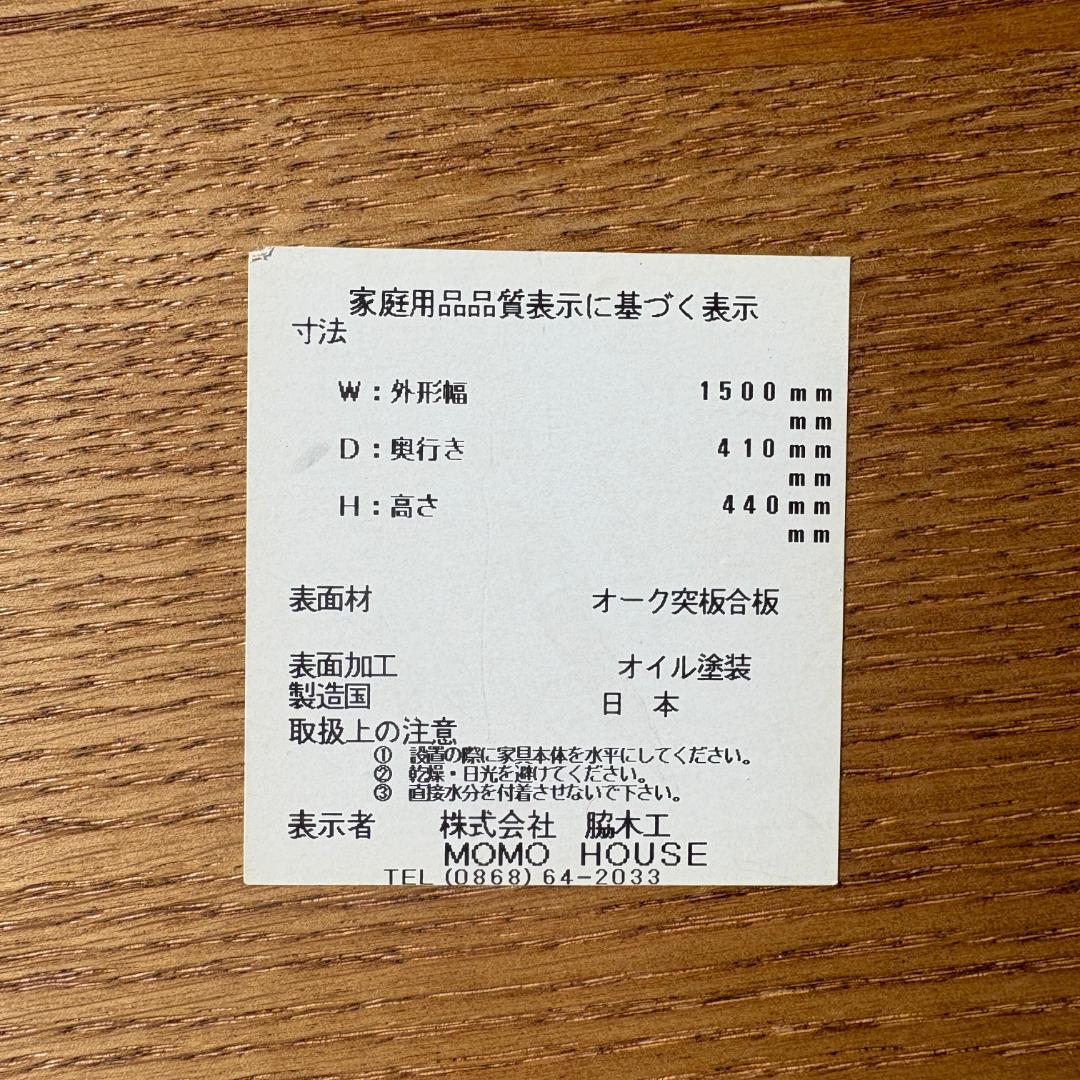 家庭用品品質表示に基づく表示
寸法
W:外形幅 1500mm
mm
D:奥行き 410mm
mm
H:高さ 440mm
mm
表面材 オーク突板合板
表面加工 オイル塗装
製造国 日 本
取扱上の注意
① 設置の際に家具本体を水平にしてください。
② 乾燥・日光を避けてください。
③ 直接水分を付着させないで下さい。
表示者 株式会社 脇木工
MOMO HOUSE
TEL (0868) 64-2033